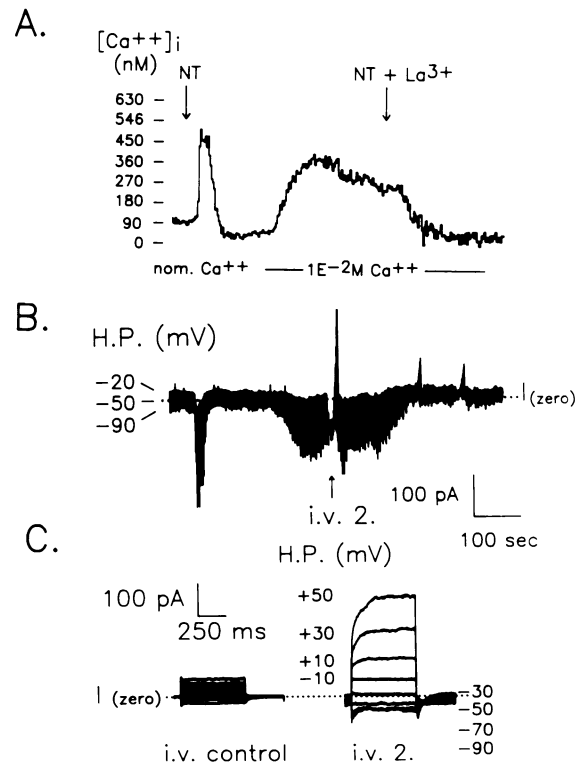 A.
[Ca++]i
(nM)
NT
NT + La3+
630 –
546 –
450 –
360 –
270 –
180 –
90 –
0 –
nom. Ca++ —— 1E−2M Ca++ ——
B.
H.P. (mV)
−20
−50
−90
I (zero)
i.v. 2.
100 pA
100 sec
C.
H.P. (mV)
100 pA
250 ms
+50
+30
+10
−10
I (zero)
−30
−50
−70
−90
i.v. control
i.v. 2.